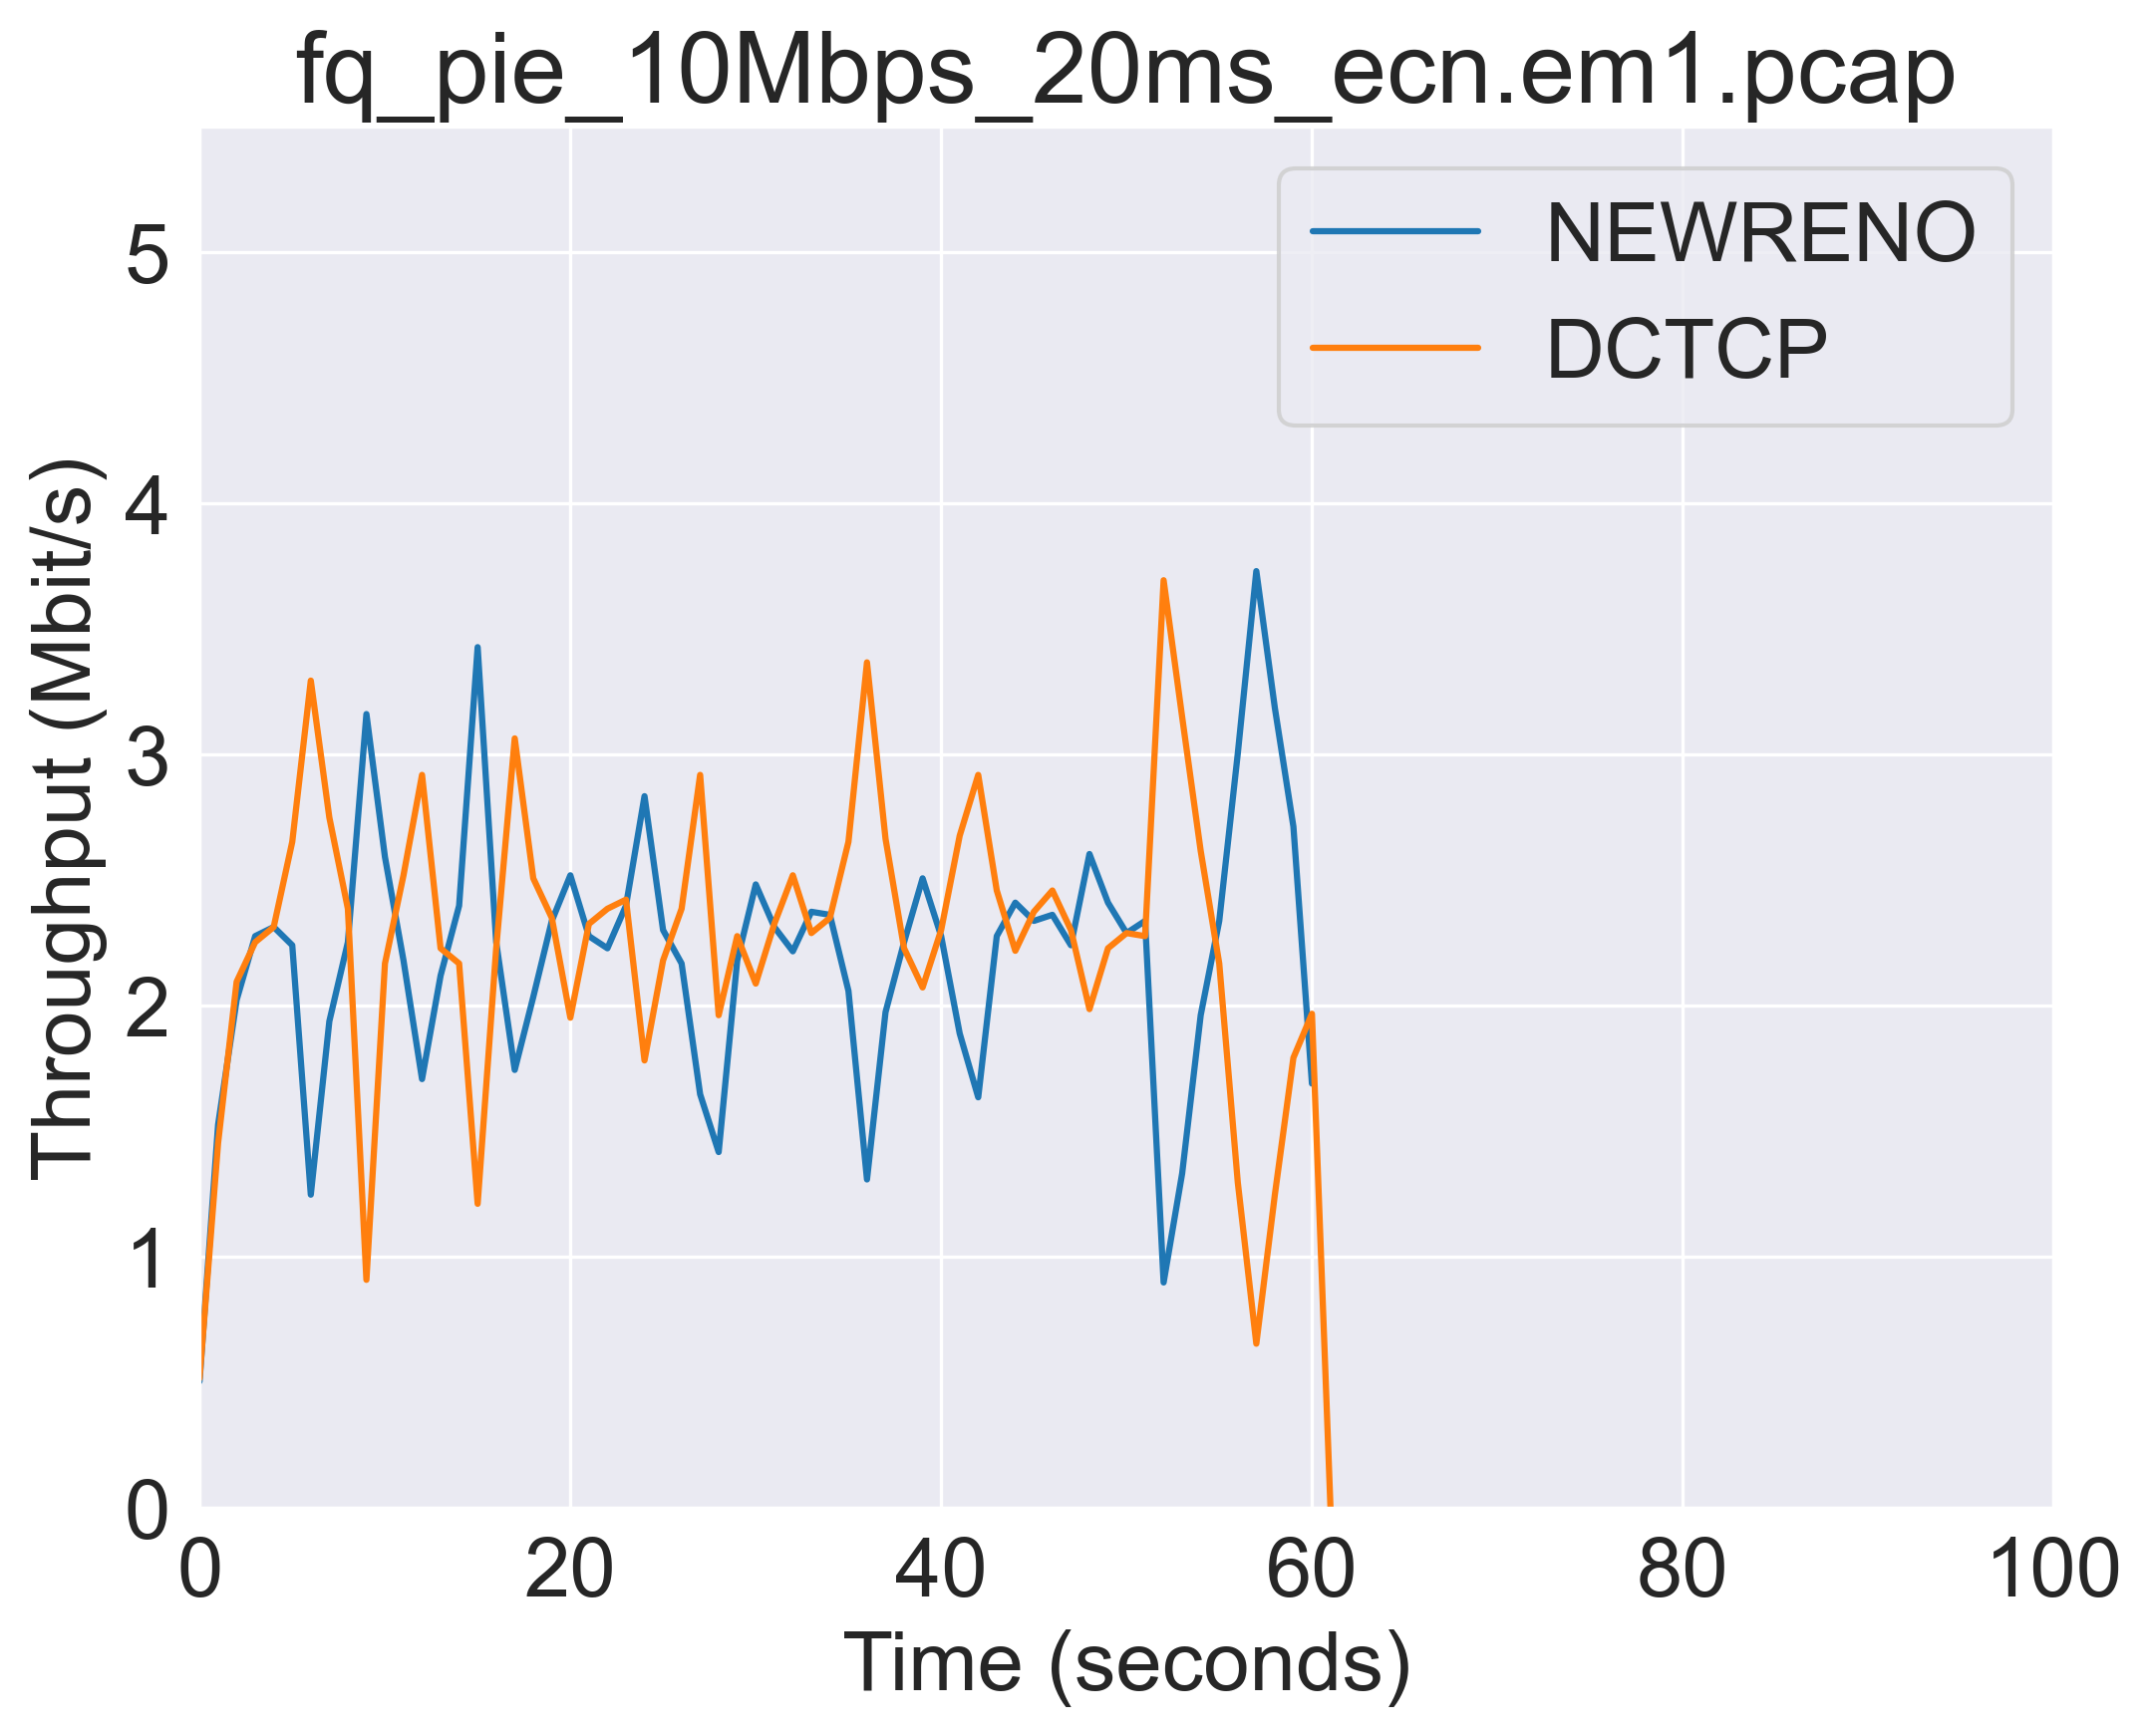 fq_pie_10Mbps_20ms_ecn.em1.pcap
NEWRENO
DCTCP
Throughput (Mbit/s)
5
4
3
2
1
0
0 20 40 60 80 100
Time (seconds)